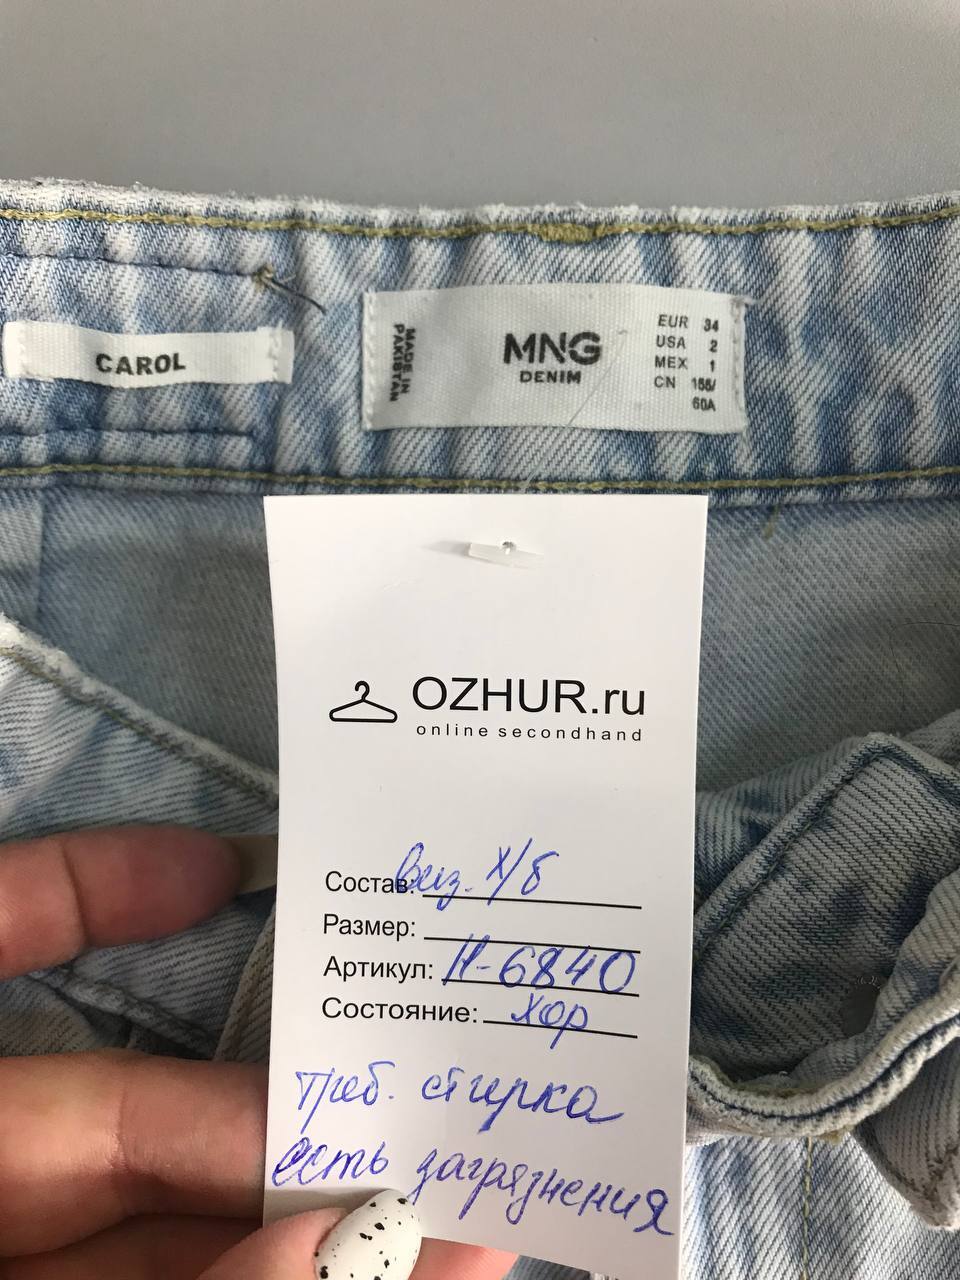 CAROL
MADE IN
PAKISTAN
MNG
DENIM
EUR 34
USA 2
MEX 1
CN 155/
60A
OZHUR.ru
online secondhand
Состав: Виз. Х/б
Размер:
Артикул: Н-6840
Состояние: хор
треб. стирка
есть загрязнения